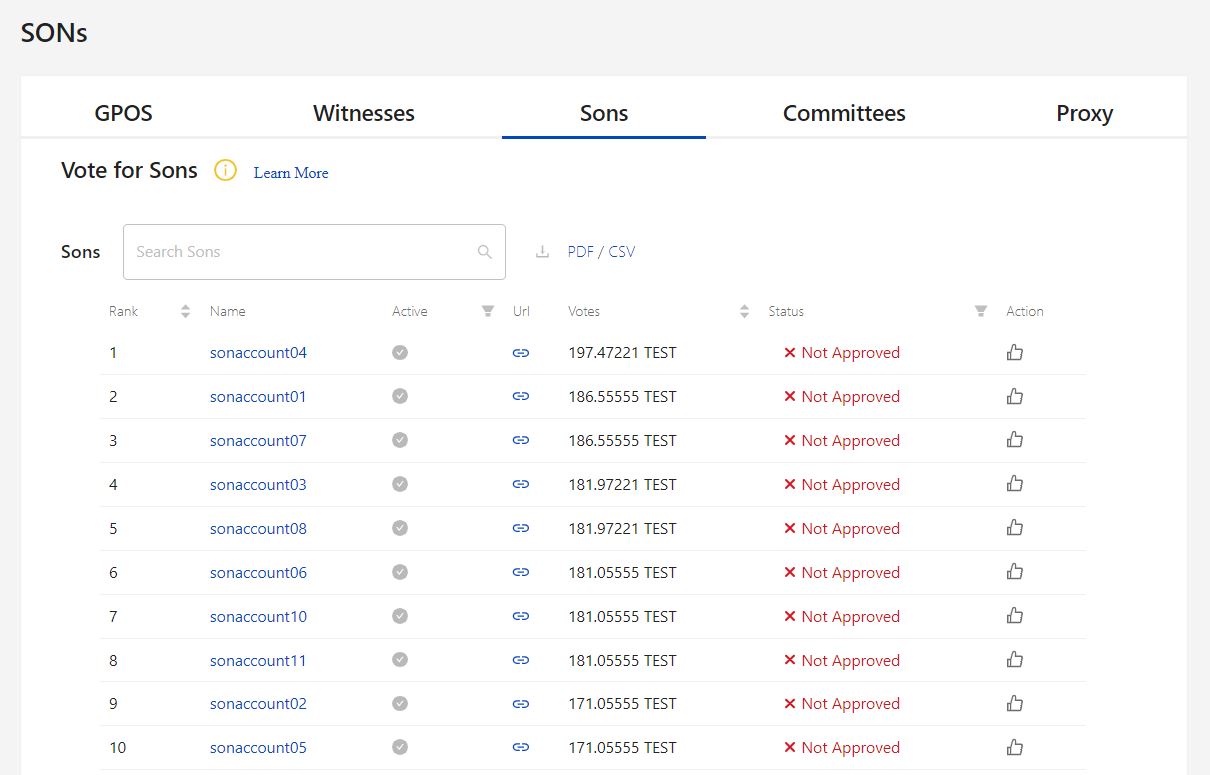 SONs
GPOS Witnesses Sons Committees Proxy
Vote for Sons Learn More
Sons Search Sons PDF / CSV
Rank Name Active Url Votes Status Action
1 sonaccount04 197.47221 TEST Not Approved
2 sonaccount01 186.55555 TEST Not Approved
3 sonaccount07 186.55555 TEST Not Approved
4 sonaccount03 181.97221 TEST Not Approved
5 sonaccount08 181.97221 TEST Not Approved
6 sonaccount06 181.05555 TEST Not Approved
7 sonaccount10 181.05555 TEST Not Approved
8 sonaccount11 181.05555 TEST Not Approved
9 sonaccount02 171.05555 TEST Not Approved
10 sonaccount05 171.05555 TEST Not Approved